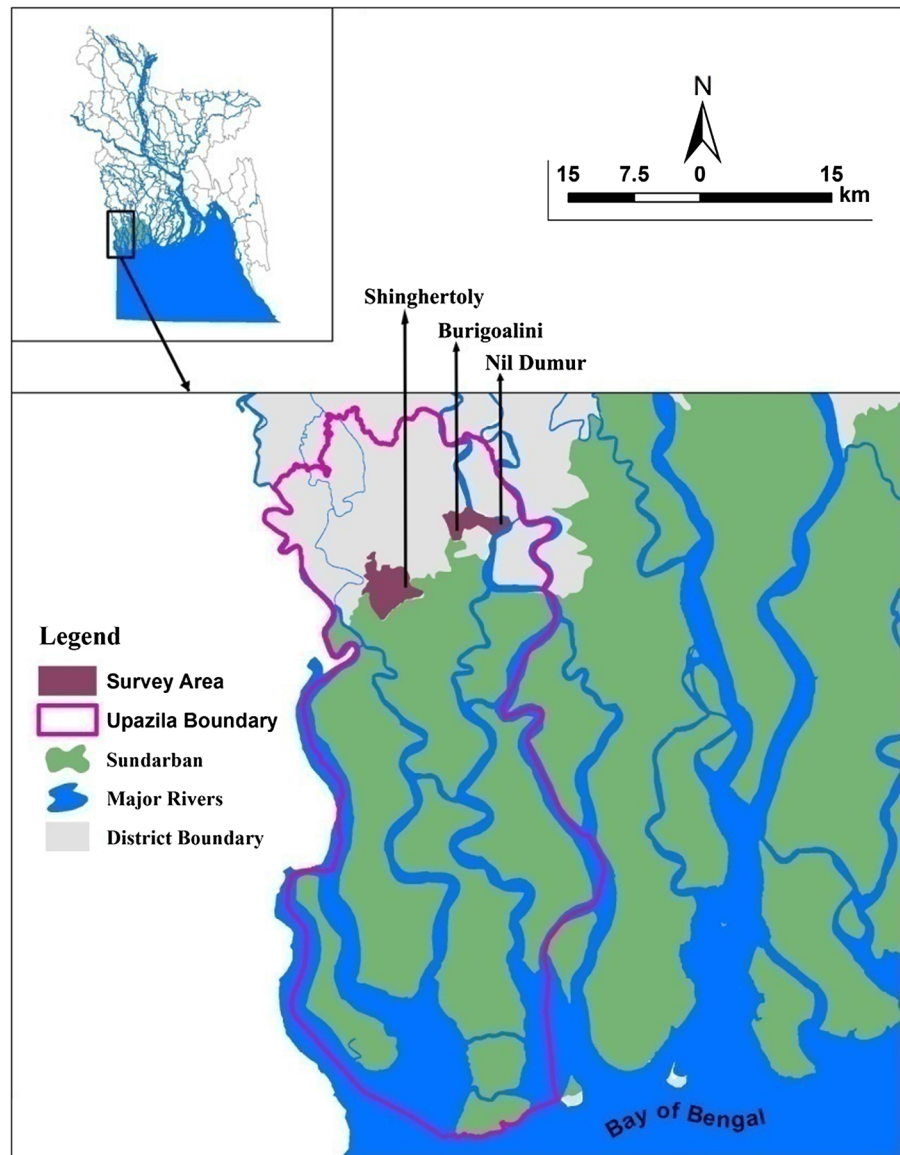 N
15 7.5 0 15
km
Shinghertoly
Burigoalini
Nil Dumur
Legend
Survey Area
Upazila Boundary
Sundarban
Major Rivers
District Boundary
Bay of Bengal